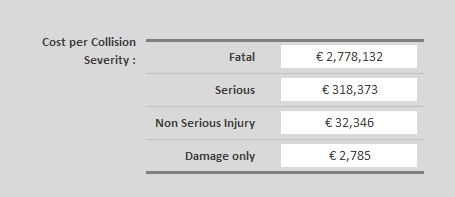 Cost per Collision
Severity :
Fatal € 2,778,132
Serious € 318,373
Non Serious Injury € 32,346
Damage only € 2,785